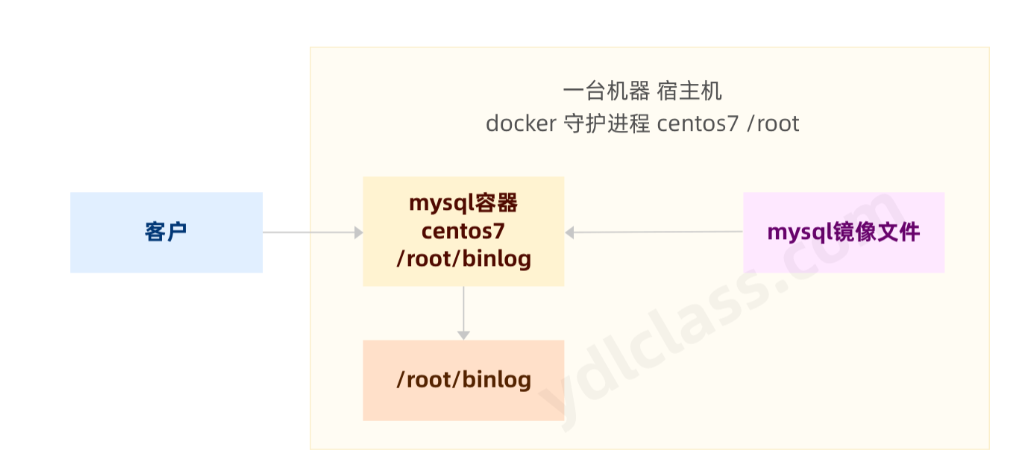 一台机器 宿主机
docker 守护进程 centos7 /root
客户
mysql容器
centos7
/root/binlog
mysql镜像文件
/root/binlog
ydlclass.com